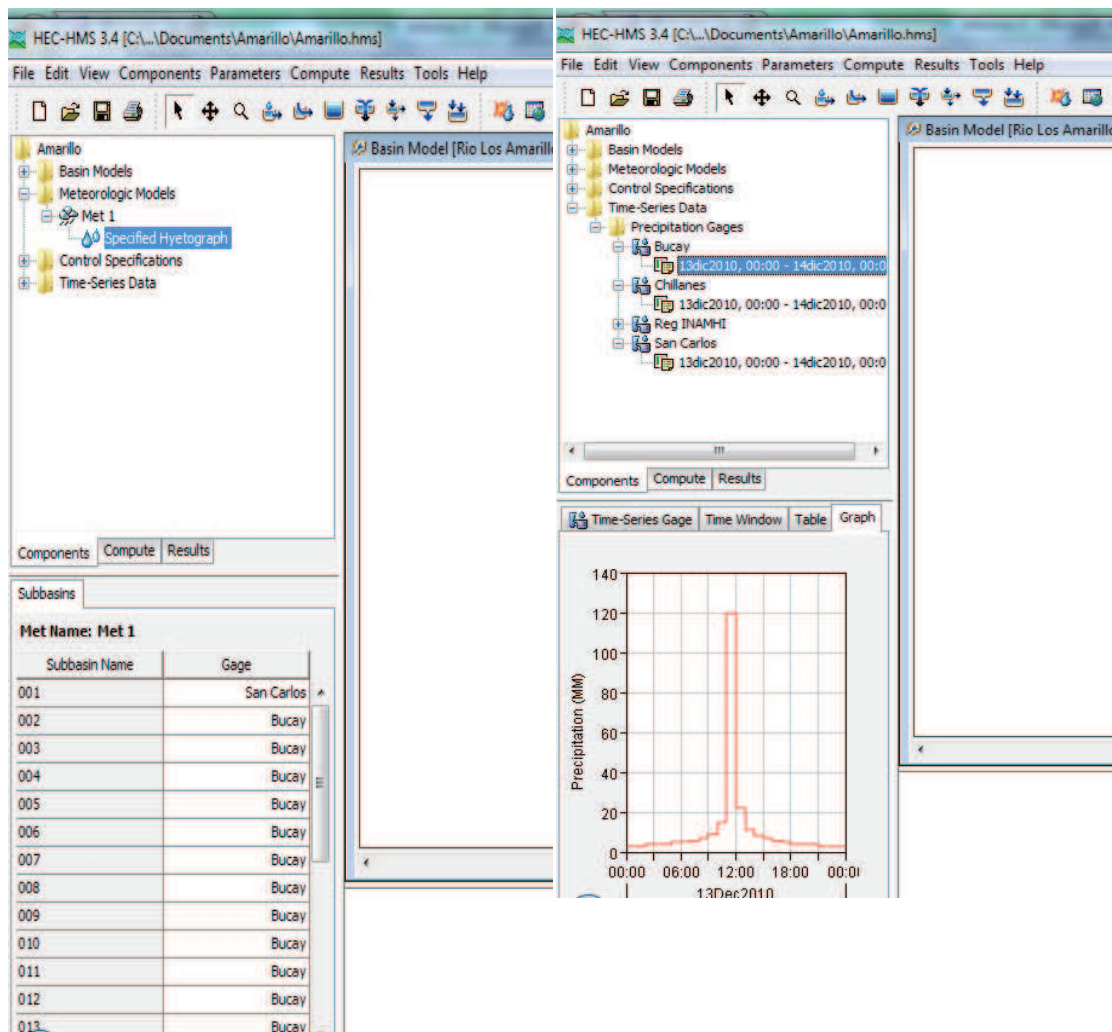 HEC-HMS 3.4 [C:\...\Documents\Amarillo\Amarillo.hms]
File Edit View Components Parameters Compute Results Tools Help
Amarillo
Basin Models
Meteorologic Models
Met 1
Specified Hyetograph
Control Specifications
Time-Series Data
Basin Model [Rio Los Amarill
Components Compute Results
Subbasins
Met Name: Met 1
Subbasin Name Gage
001 San Carlos
002 Bucay
003 Bucay
004 Bucay
005 Bucay
006 Bucay
007 Bucay
008 Bucay
009 Bucay
010 Bucay
011 Bucay
012 Bucay
013 Bucay
HEC-HMS 3.4 [C:\...\Documents\Amarillo\Amarillo.hms]
File Edit View Components Parameters Compute Results Tools Help
Amarillo
Basin Models
Meteorologic Models
Control Specifications
Time-Series Data
Precipitation Gages
Bucay
13dic2010, 00:00 - 14dic2010, 00:0
Chillanes
13dic2010, 00:00 - 14dic2010, 00:0
Reg INAMHI
San Carlos
13dic2010, 00:00 - 14dic2010, 00:0
Basin Model [Rio Los Amarill
Components Compute Results
Time-Series Gage Time Window Table Graph
Precipitation (MM)
140
120
100
80
60
40
20
0
00:00 06:00 12:00 18:00 00:0
13Dec2010